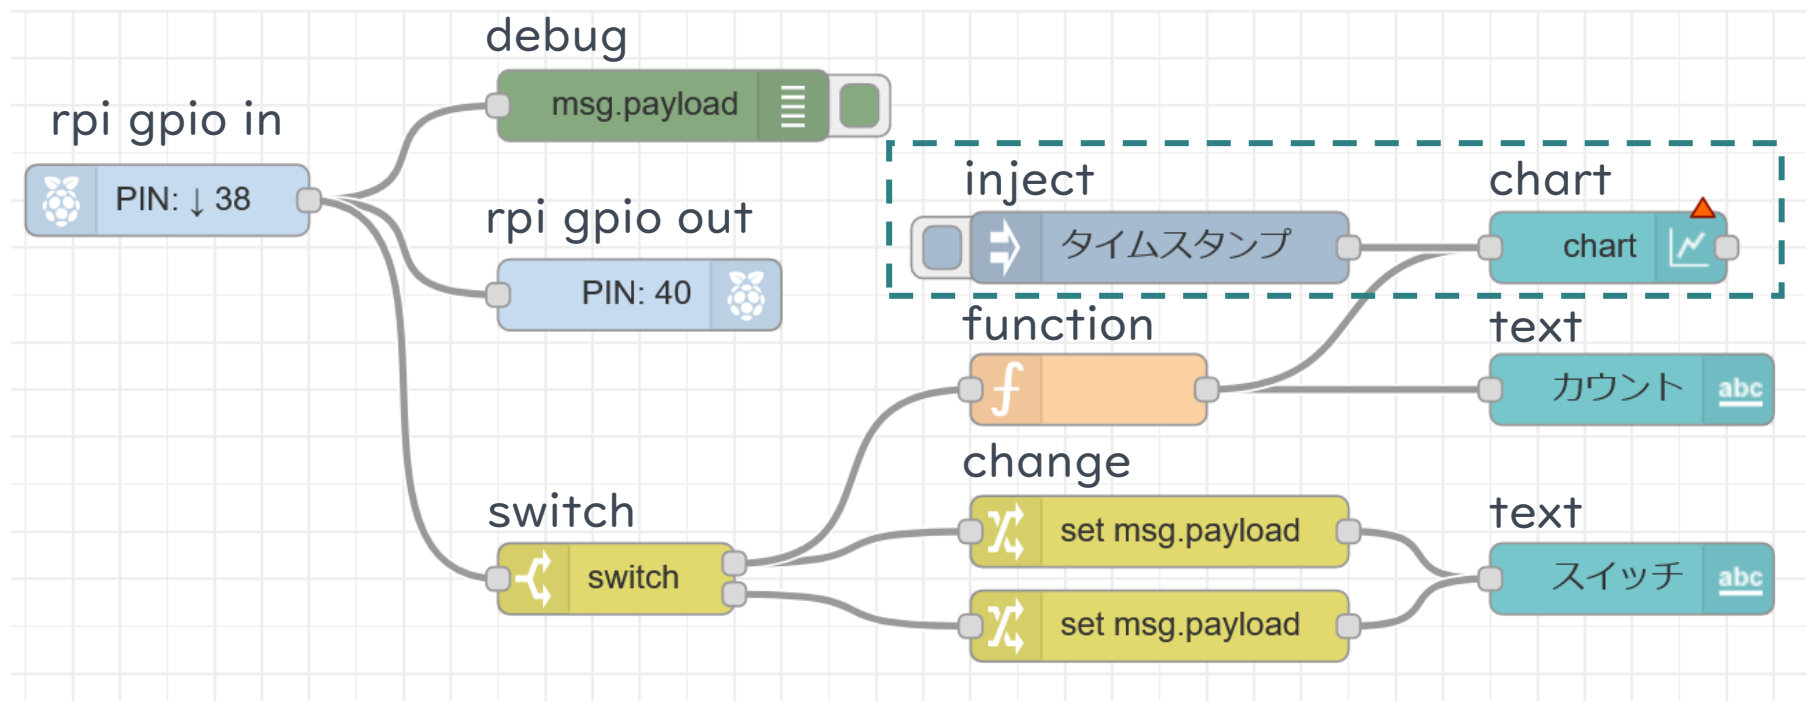 debug
msg.payload
rpi gpio in
PIN: ↓ 38
rpi gpio out
PIN: 40
inject
タイムスタンプ
chart
chart
function
text
カウント
abc
change
set msg.payload
set msg.payload
switch
switch
text
スイッチ
abc